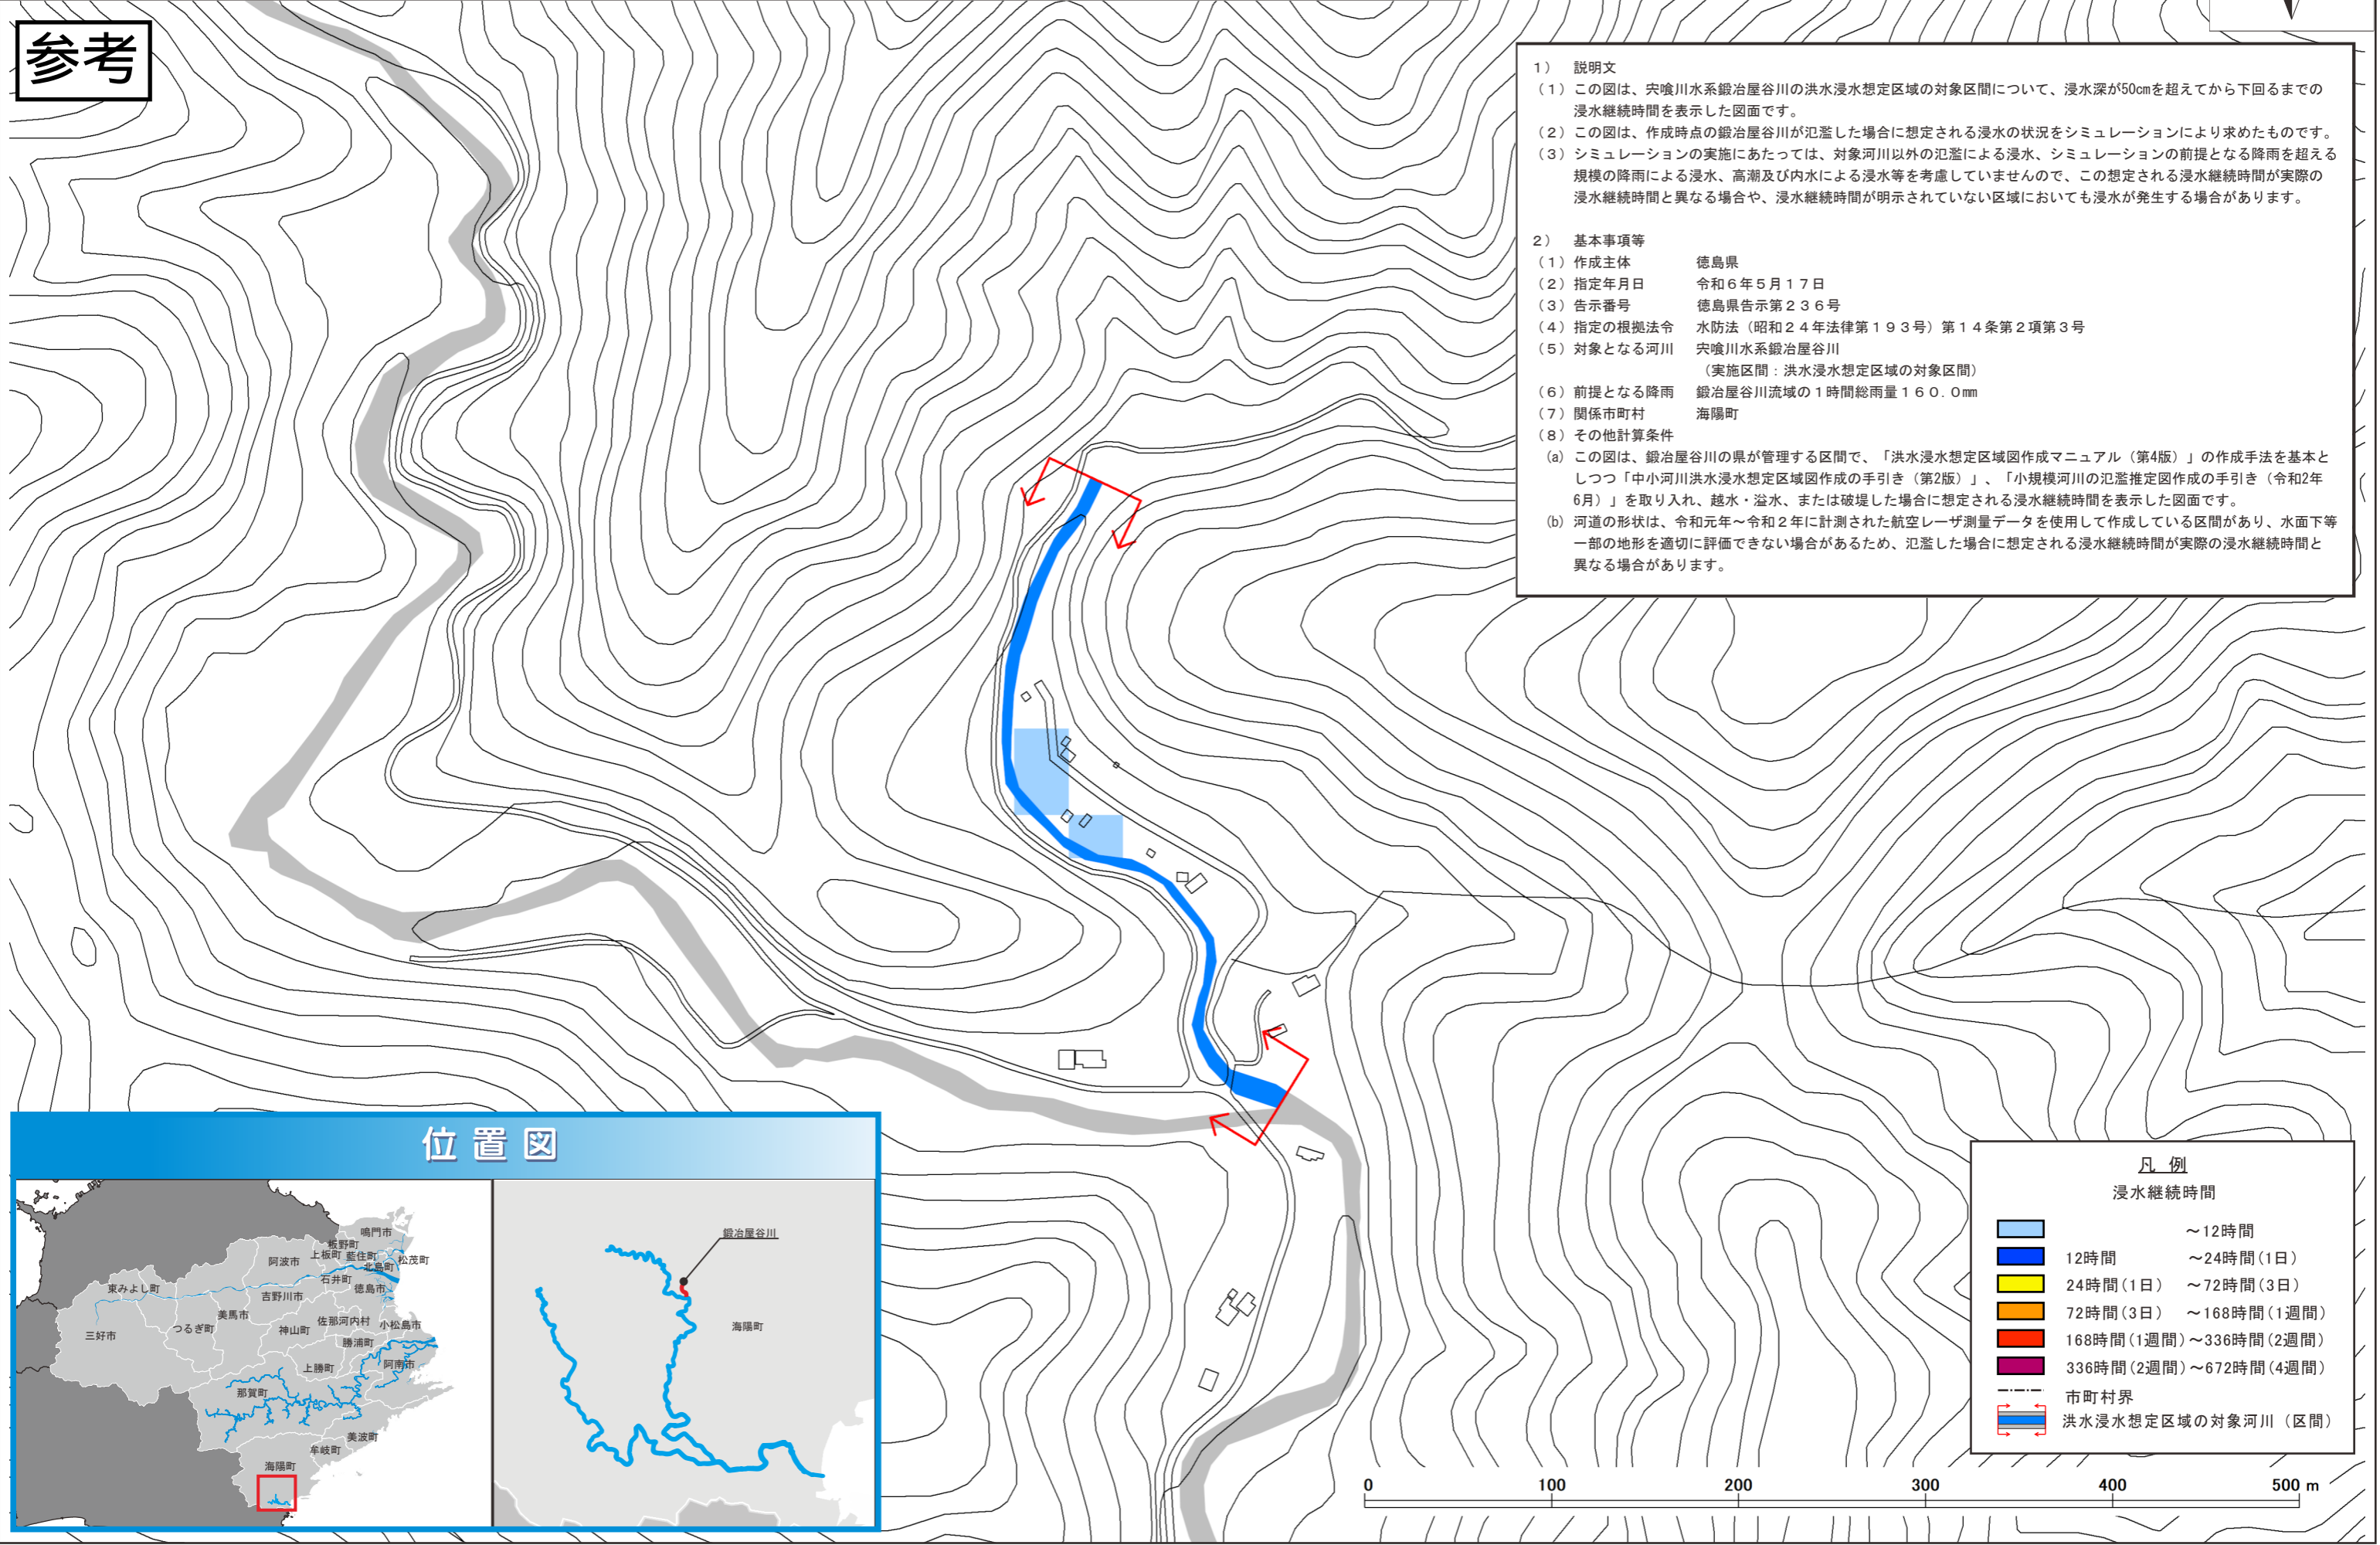 参考
1） 説明文
（1）この図は、宍喰川水系鍛冶屋谷川の洪水浸水想定区域の対象区間について、浸水深が50cmを超えてから下回るまでの
浸水継続時間を表示した図面です。
（2）この図は、作成時点の鍛冶屋谷川が氾濫した場合に想定される浸水の状況をシミュレーションにより求めたものです。
（3）シミュレーションの実施にあたっては、対象河川以外の氾濫による浸水、シミュレーションの前提となる降雨を超える
規模の降雨による浸水、高潮及び内水による浸水等を考慮していませんので、この想定される浸水継続時間が実際の
浸水継続時間と異なる場合や、浸水継続時間が明示されていない区域においても浸水が発生する場合があります。
2） 基本事項等
（1）作成主体 徳島県
（2）指定年月日 令和６年５月１７日
（3）告示番号 徳島県告示第２３６号
（4）指定の根拠法令 水防法（昭和２４年法律第１９３号）第１４条第２項第３号
（5）対象となる河川 宍喰川水系鍛冶屋谷川
（実施区間：洪水浸水想定区域の対象区間）
（6）前提となる降雨 鍛冶屋谷川流域の１時間総雨量１６０.０㎜
（7）関係市町村 海陽町
（8）その他計算条件
(a) この図は、鍛冶屋谷川の県が管理する区間で、「洪水浸水想定区域図作成マニュアル（第4版）」の作成手法を基本と
しつつ「中小河川洪水浸水想定区域図作成の手引き（第2版）」、「小規模河川の氾濫推定図作成の手引き（令和2年
6月）」を取り入れ、越水・溢水、または破堤した場合に想定される浸水継続時間を表示した図面です。
(b) 河道の形状は、令和元年～令和２年に計測された航空レーザ測量データを使用して作成している区間があり、水面下等
一部の地形を適切に評価できない場合があるため、氾濫した場合に想定される浸水継続時間が実際の浸水継続時間と
異なる場合があります。
位置図
鳴門市
板野町
上板町 藍住町 松茂町
北島町
阿波市
石井町
徳島市
東みよし町
吉野川市
美馬市
つるぎ町
佐那河内村
小松島市
三好市
神山町
勝浦町
上勝町
阿南市
那賀町
美波町
牟岐町
海陽町
鍛冶屋谷川
海陽町
凡 例
浸水継続時間
～12時間
12時間 ～24時間(1日)
24時間(1日) ～72時間(3日)
72時間(3日) ～168時間(1週間)
168時間(1週間)～336時間(2週間)
336時間(2週間)～672時間(4週間)
市町村界
洪水浸水想定区域の対象河川（区間）
0 100 200 300 400 500 m